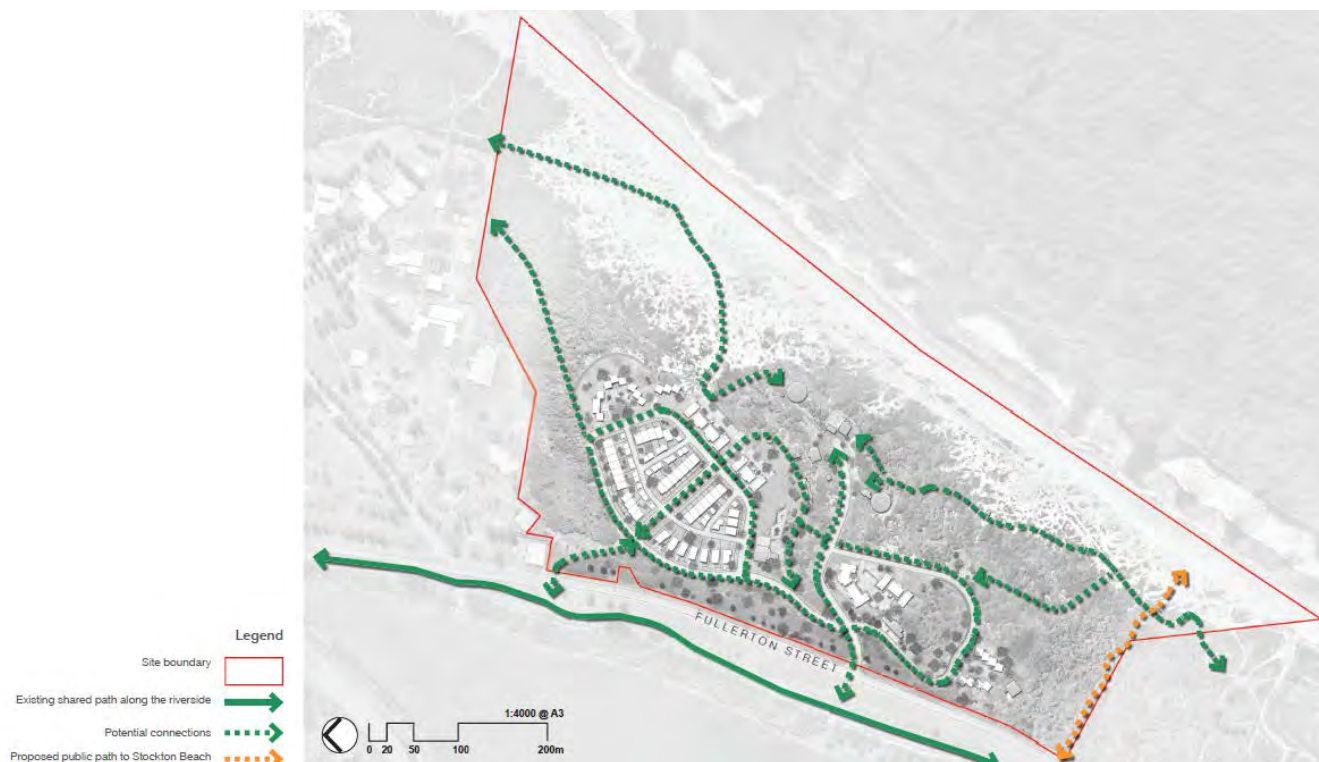 FULLERTON STREET
Legend
Site boundary
Existing shared path along the riverside
Potential connections
Proposed public path to Stockton Beach
1:4000 @ A3
0 20 50 100 200m